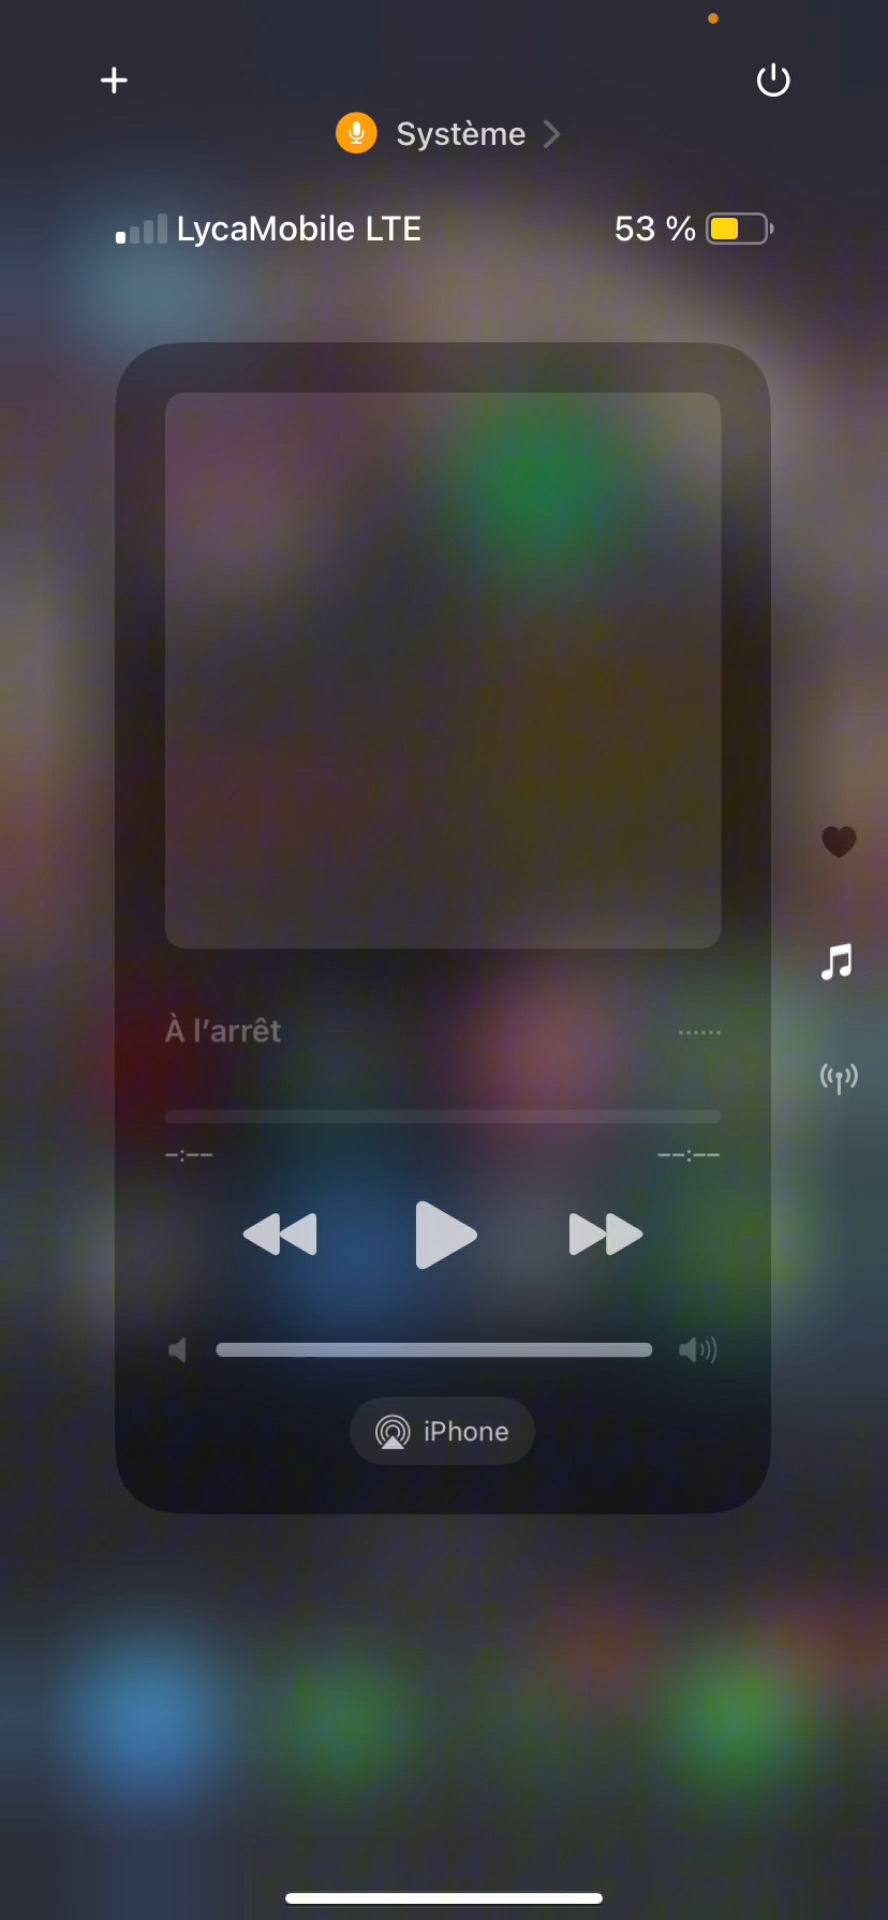 Système
LycaMobile LTE 53 %
À l’arrêt ......
-:-- --:--
iPhone